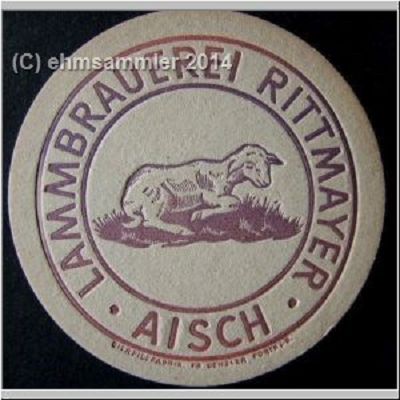 (C) ehmsammler 2014
LAMMBRAUEREI RITTMAYER
· AISCH ·